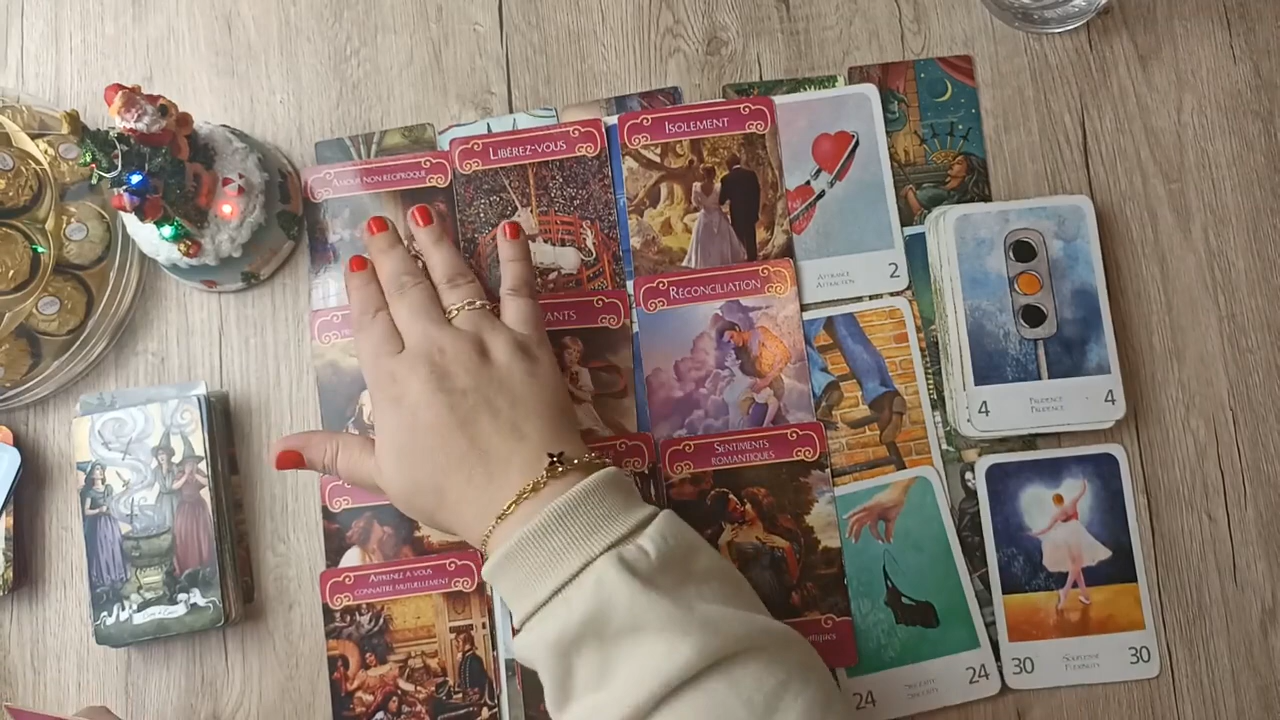 AMOUR NON RÉCIPROQUE
LIBÉREZ-VOUS
ISOLEMENT
ATTIRANCE
ATTRACTION
2
RÉCONCILIATION
ANTS
SENTIMENTS
ROMANTIQUES
APPRENEZ À VOUS
CONNAÎTRE MUTUELLEMENT
4 PRUDENCE 4
PRUDENCE
24 24
30 SOUPLESSE 30